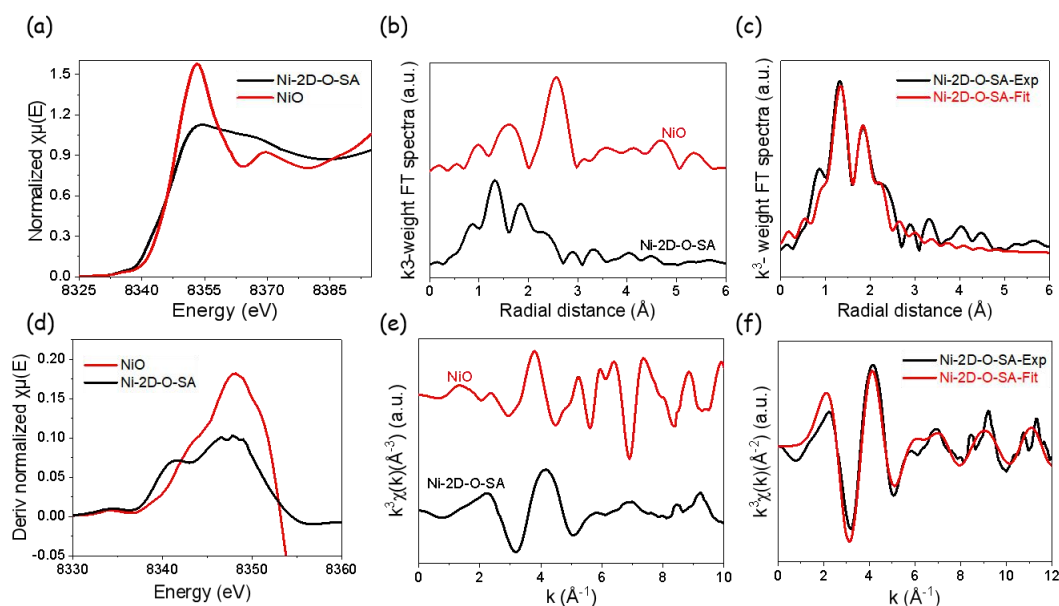 (a)
Normalized χμ(E)
1.5
1.2
0.9
0.6
0.3
0.0
Ni-2D-O-SA
NiO
8325 8340 8355 8370 8385
Energy (eV)
(b)
k3-weight FT spectra (a.u.)
NiO
Ni-2D-O-SA
0 1 2 3 4 5 6
Radial distance (Å)
(c)
k³- weight FT spectra (a.u.)
Ni-2D-O-SA-Exp
Ni-2D-O-SA-Fit
0 1 2 3 4 5 6
Radial distance (Å)
(d)
Deriv normalized χμ(E)
0.20
0.15
0.10
0.05
0.00
-0.05
NiO
Ni-2D-O-SA
8330 8340 8350 8360
Energy (eV)
(e)
k³χ(k)(Å⁻³) (a.u.)
NiO
Ni-2D-O-SA
0 2 4 6 8 10
k (Å⁻¹)
(f)
k³χ(k)(Å⁻²) (a.u.)
Ni-2D-O-SA-Exp
Ni-2D-O-SA-Fit
0 2 4 6 8 10 12
k (Å⁻¹)